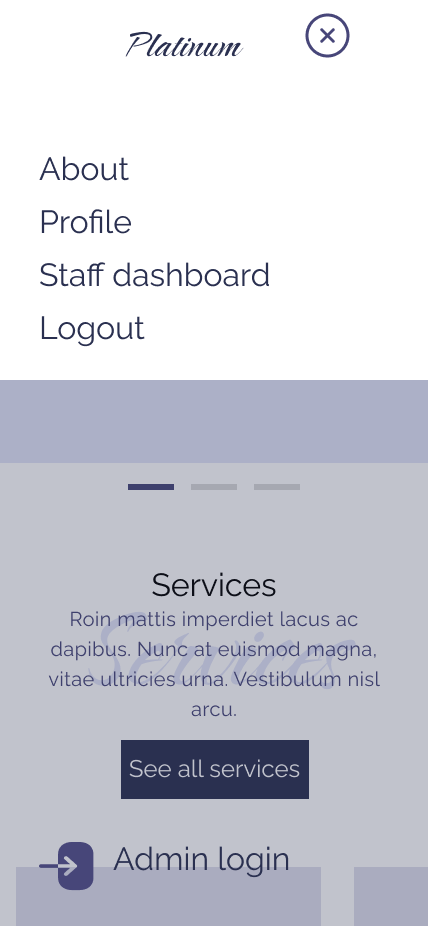 Platinum
About
Profile
Staff dashboard
Logout
Services
Services
Roin mattis imperdiet lacus ac
dapibus. Nunc at euismod magna,
vitae ultricies urna. Vestibulum nisl
arcu.
See all services
Admin login